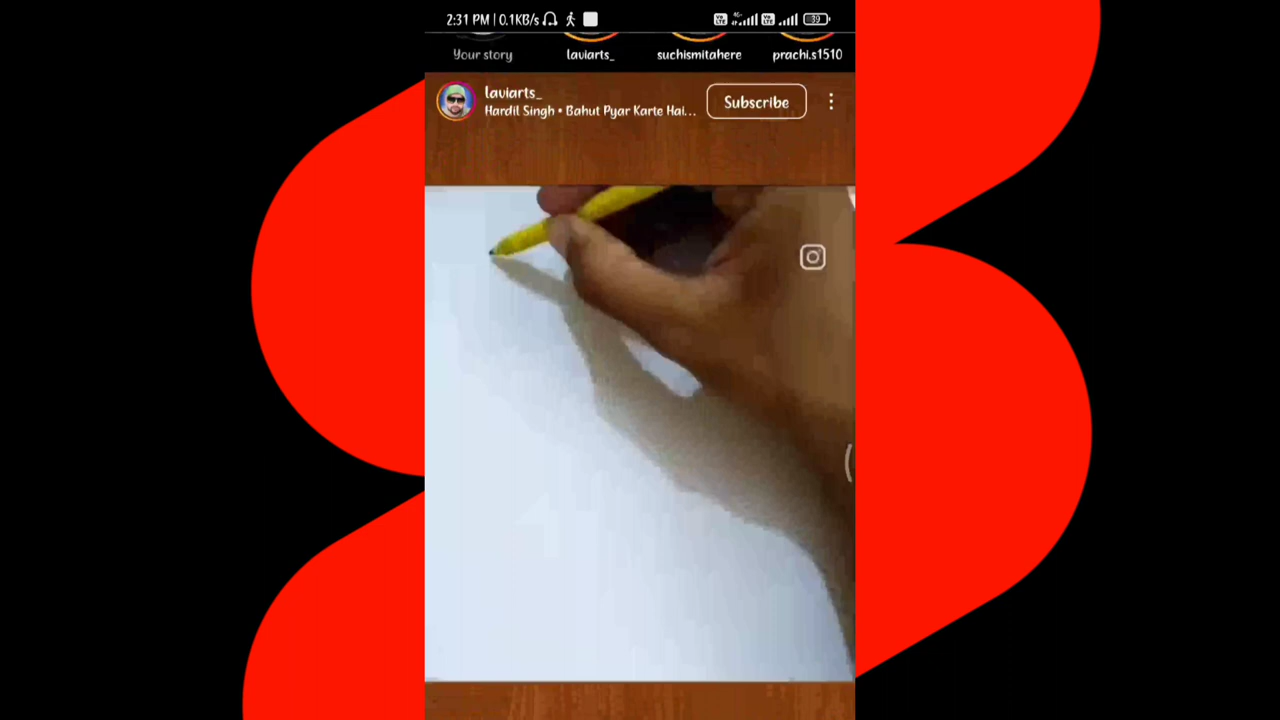 2:31 PM | 0.1KB/s
39
Your story
laviarts_
suchismitahere
prachi.s1510
laviarts_
Hardil Singh • Bahut Pyar Karte Hai...
Subscribe